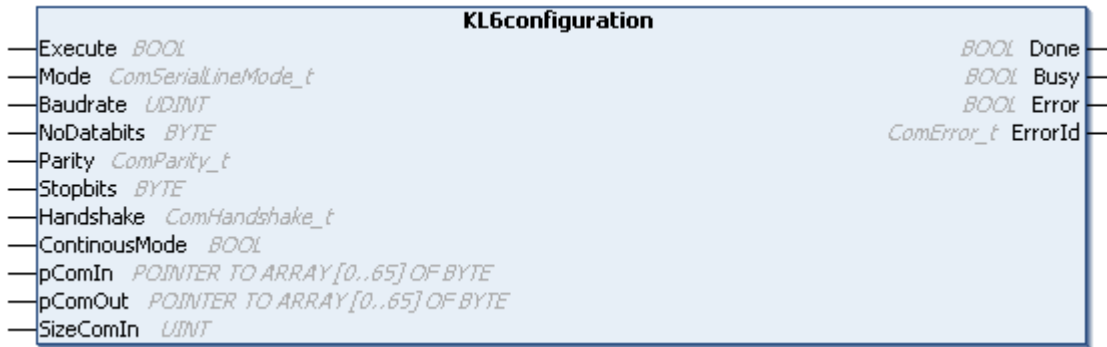 KL6configuration
Execute BOOL BOOL Done
Mode ComSerialLineMode_t BOOL Busy
Baudrate UDINT BOOL Error
NoDatabits BYTE ComError_t ErrorId
Parity ComParity_t
Stopbits BYTE
Handshake ComHandshake_t
ContinousMode BOOL
pComIn POINTER TO ARRAY [0..65] OF BYTE
pComOut POINTER TO ARRAY [0..65] OF BYTE
SizeComIn UINT